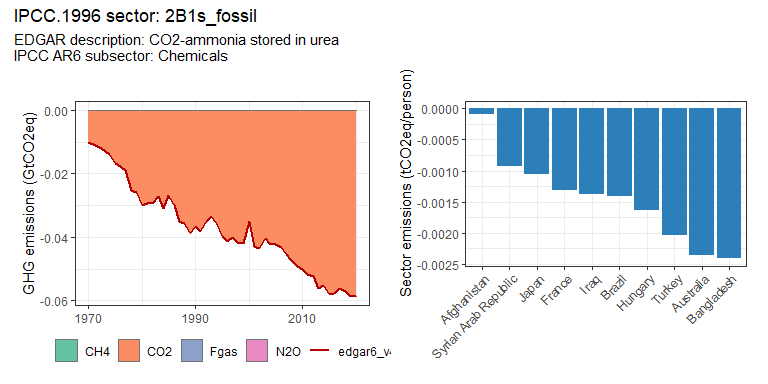 IPCC.1996 sector: 2B1s_fossil
EDGAR description: CO2-ammonia stored in urea
IPCC AR6 subsector: Chemicals
GHG emissions (GtCO2eq)
0.00
-0.02
-0.04
-0.06
1970
1990
2010
CH4
CO2
Fgas
N2O
edgar6_v4
Sector emissions (tCO2eq/person)
0.0000
-0.0005
-0.0010
-0.0015
-0.0020
-0.0025
Afghanistan
Syrian Arab Republic
Japan
France
Iraq
Brazil
Hungary
Turkey
Australia
Bangladesh